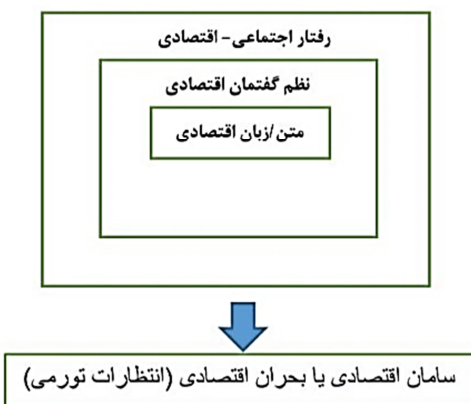 رفتار اجتماعی- اقتصادی
نظم گفتمان اقتصادی
متن/زبان اقتصادی
سامان اقتصادی یا بحران اقتصادی (انتظارات تورمی)